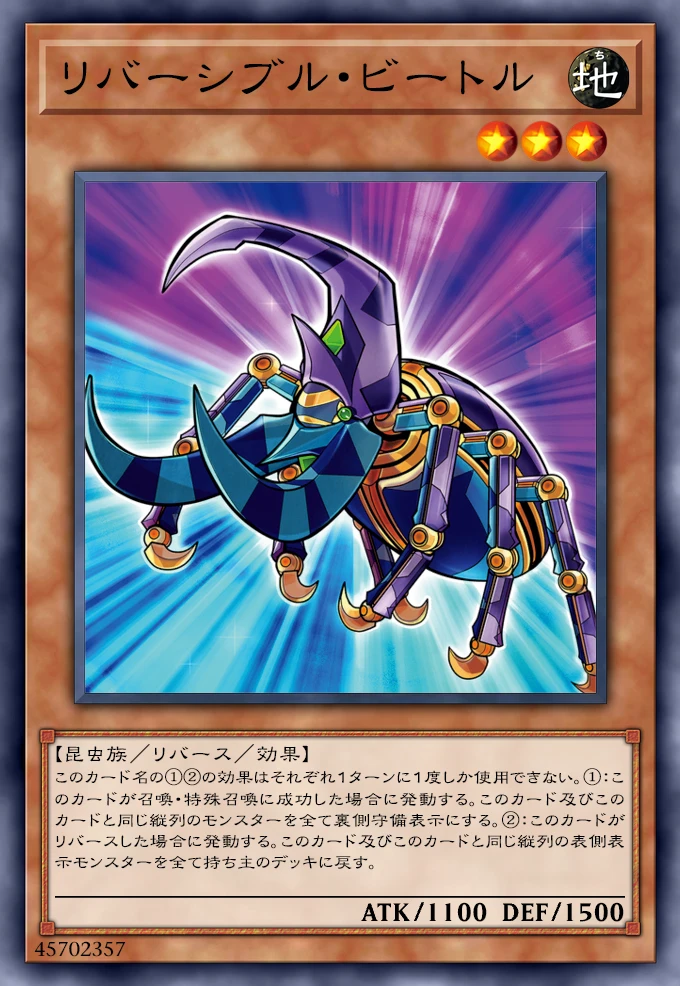 リバーシブル・ビートル
ち
地
【昆虫族／リバース／効果】
このカード名の①②の効果はそれぞれ1ターンに1度しか使用できない。①：こ
のカードが召喚・特殊召喚に成功した場合に発動する。このカード及びこの
カードと同じ縦列のモンスターを全て裏側守備表示にする。②：このカードが
リバースした場合に発動する。このカード及びこのカードと同じ縦列の表側表
示モンスターを全て持ち主のデッキに戻す。
ATK/1100 DEF/1500
45702357